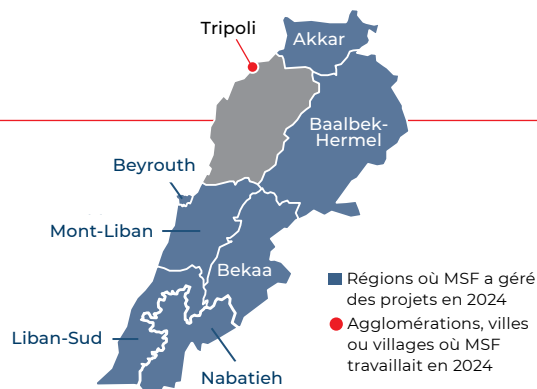 Tripoli
Akkar
Baalbek-
Hermel
Beyrouth
Mont-Liban
Bekaa
Liban-Sud
Nabatieh
Régions où MSF a géré
des projets en 2024
Agglomérations, villes
ou villages où MSF
travaillait en 2024